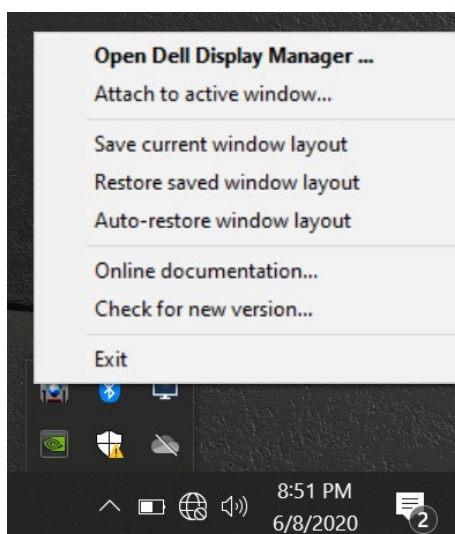 Open Dell Display Manager ...
Attach to active window...
Save current window layout
Restore saved window layout
Auto-restore window layout
Online documentation...
Check for new version...
Exit
8:51 PM
6/8/2020
2